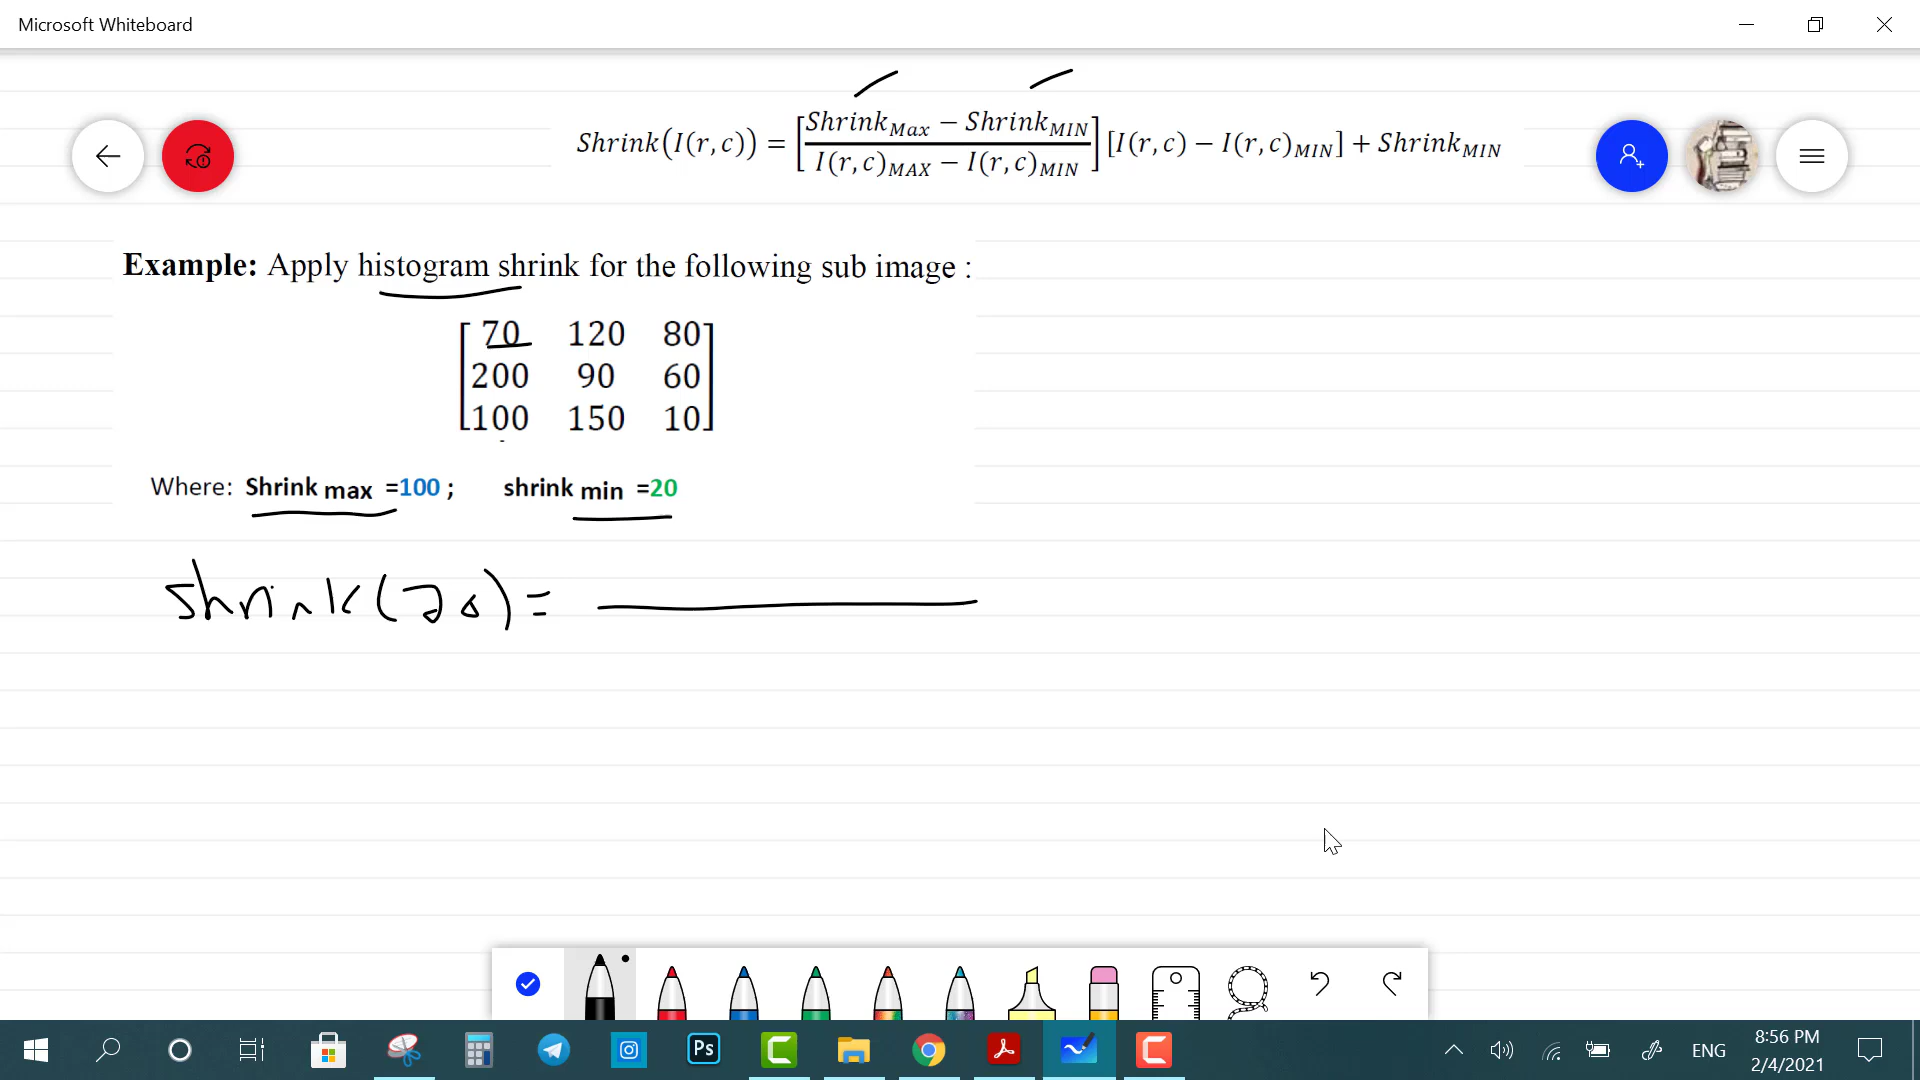 Microsoft Whiteboard
Shrink(I(r,c)) = [Shrink_Max − Shrink_MIN / I(r,c)_MAX − I(r,c)_MIN] [I(r,c) − I(r,c)_MIN] + Shrink_MIN
Example: Apply histogram shrink for the following sub image :
70 120 80
200 90 60
100 150 10
Where: Shrink max =100 ; shrink min =20
Shrink(70)=
Ps
ENG
8:56 PM
2/4/2021